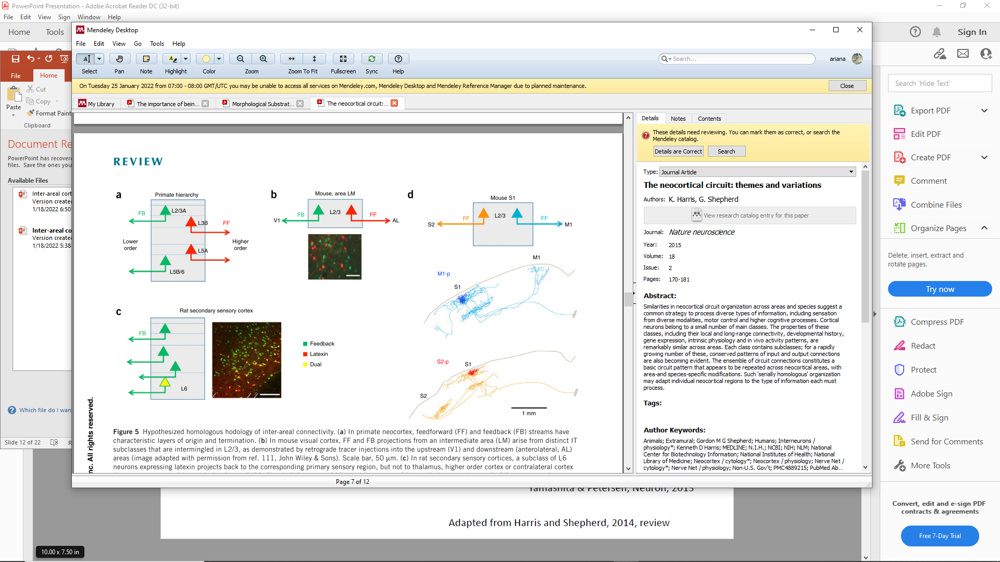 PowerPoint Presentation - Adobe Acrobat Reader DC (32-bit)
File Edit View Sign Window Help
Home Tools
Sign In
File Home
Paste
Cut
Copy
Format Paint
Clipboard
Document Re
PowerPoint has recover
files. Save the ones you
Available Files
Inter-areal cort
Version created
1/18/2022 6:50
Inter-areal co
Version created
1/18/2022 5:38
Which file do I wan
Slide 12 of 22
Mendeley Desktop
File Edit View Go Tools Help
Select Pan Note Highlight Color Zoom Zoom To Fit Fullscreen Sync Help
Search...
ariana
On Tuesday 25 January 2022 from 07:00 - 08:00 GMT/UTC you may be unable to access all services on Mendeley.com, Mendeley Desktop and Mendeley Reference Manager due to planned maintenance.
Close
My Library
The importance of bein...
Morphological Substrat...
The neocortical circuit:...
REVIEW
a
Primate hierarchy
FB
L2/3A
L3B
FF
Lower
order
Higher
order
L5A
L5B/6
b
Mouse, area LM
V1
FB
L2/3
FF
AL
c
Rat secondary sensory cortex
FB
L6
Feedback
Latexin
Dual
d
Mouse S1
S2
FF
L2/3
FF
M1
M1
M1-p
S1
S2-p
S1
S2
1 mm
nc. All rights reserved.
Figure 5 Hypothesized homologous hodology of inter-areal connectivity. (a) In primate neocortex, feedforward (FF) and feedback (FB) streams have
characteristic layers of origin and termination. (b) In mouse visual cortex, FF and FB projections from an intermediate area (LM) arise from distinct IT
subclasses that are intermingled in L2/3, as demonstrated by retrograde tracer injections into the upstream (V1) and downstream (anterolateral; AL)
areas (image adapted with permission from ref. 111, John Wiley & Sons). Scale bar, 50 μm. (c) In rat secondary sensory cortices, a subclass of L6
neurons expressing latexin projects back to the corresponding primary sensory region, but not to thalamus, higher order cortex or contralateral cortex
Page 7 of 12
Details Notes Contents
These details need reviewing. You can mark them as correct, or search the
Mendeley catalog.
Details are Correct Search
Type: Journal Article
The neocortical circuit: themes and variations
Authors: K. Harris, G. Shepherd
View research catalog entry for this paper
Journal: Nature neuroscience
Year: 2015
Volume: 18
Issue: 2
Pages: 170-181
Abstract:
Similarities in neocortical circuit organization across areas and species suggest a
common strategy to process diverse types of information, including sensation
from diverse modalities, motor control and higher cognitive processes. Cortical
neurons belong to a small number of main classes. The properties of these
classes, including their local and long-range connectivity, developmental history,
gene expression, intrinsic physiology and in vivo activity patterns, are
remarkably similar across areas. Each class contains subclasses; for a rapidly
growing number of these, conserved patterns of input and output connections
are also becoming evident. The ensemble of circuit connections constitutes a
basic circuit pattern that appears to be repeated across neocortical areas, with
area-and species-specific modifications. Such 'serially homologous' organization
may adapt individual neocortical regions to the type of information each must
process.
Tags:
Author Keywords:
Animals; Extramural; Gordon M G Shepherd; Humans; Interneurons /
physiology*; Kenneth D Harris; MEDLINE; N.I.H.; NCBI; NIH; NLM; National
Center for Biotechnology Information; National Institutes of Health; National
Library of Medicine; Neocortex / cytology*; Neocortex / physiology; Nerve Net /
cytology*; Nerve Net / physiology; Non-U.S. Gov't; PMC4889215; PubMed Ab...
Yamashita & Petersen, Neuron, 2013
Adapted from Harris and Shepherd, 2014, review
10.00 x 7.50 in
Search 'Hide Text'
Export PDF
Edit PDF
Create PDF
Comment
Combine Files
Organize Pages
Delete, insert, extract and
rotate pages.
Try now
Compress PDF
Redact
Protect
Adobe Sign
Fill & Sign
Send for Comments
More Tools
Convert, edit and e-sign PDF
contracts & agreements
Free 7-Day Trial